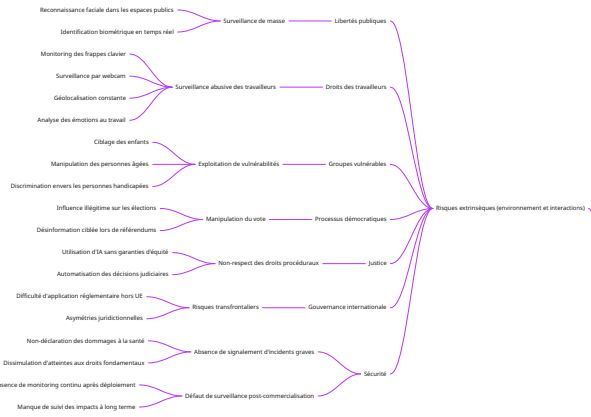 Reconnaissance faciale dans les espaces publics
Identification biométrique en temps réel
Surveillance de masse
Libertés publiques
Monitoring des frappes clavier
Surveillance par webcam
Géolocalisation constante
Analyse des émotions au travail
Surveillance abusive des travailleurs
Droits des travailleurs
Ciblage des enfants
Manipulation des personnes âgées
Discrimination envers les personnes handicapées
Exploitation de vulnérabilités
Groupes vulnérables
Influence illégitime sur les élections
Désinformation ciblée lors de référendums
Manipulation du vote
Processus démocratiques
Risques extrinsèques (environnement et interactions)
Utilisation d'IA sans garanties d'équité
Automatisation des décisions judiciaires
Non-respect des droits procéduraux
Justice
Difficulté d'application réglementaire hors UE
Asymétries juridictionnelles
Risques transfrontaliers
Gouvernance internationale
Non-déclaration des dommages à la santé
Dissimulation d'atteintes aux droits fondamentaux
Absence de signalement d'incidents graves
Sécurité
sence de monitoring continu après déploiement
Manque de suivi des impacts à long terme
Défaut de surveillance post-commercialisation